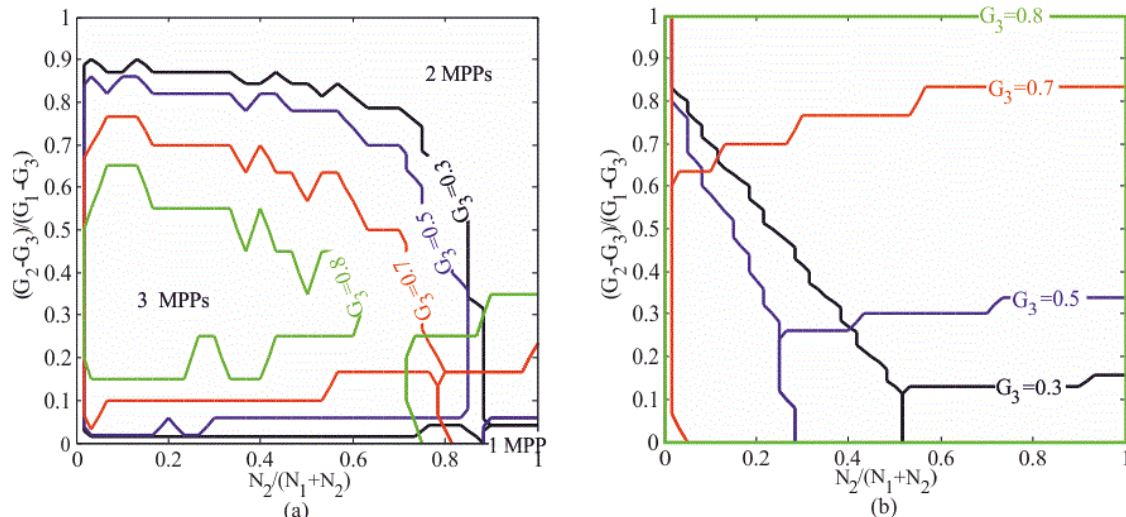 1
0.9
0.8
0.7
0.6
0.5
0.4
0.3
0.2
0.1
0
(G2-G3)/(G1-G3)
2 MPPs
3 MPPs
1 MPP
G3=0.3
G3=0.5
G3=0.7
G3=0.8
0 0.2 0.4 0.6 0.8 1
N2/(N1+N2)
(a)
1
0.9
0.8
0.7
0.6
0.5
0.4
0.3
0.2
0.1
0
(G2-G3)/(G1-G3)
G3=0.8
G3=0.7
G3=0.5
G3=0.3
0 0.2 0.4 0.6 0.8 1
N2/(N1+N2)
(b)